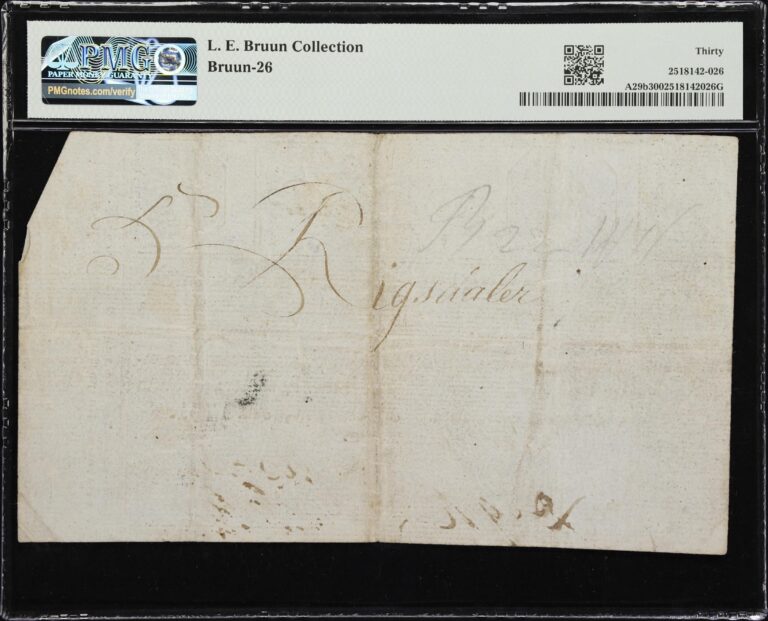 PMG
PAPER MONEY GUARANTY
PMGnotes.com/verify
L. E. Bruun Collection
Bruun-26
Thirty
2518142-026
A29b3002518142026G
5 Rigsdaler